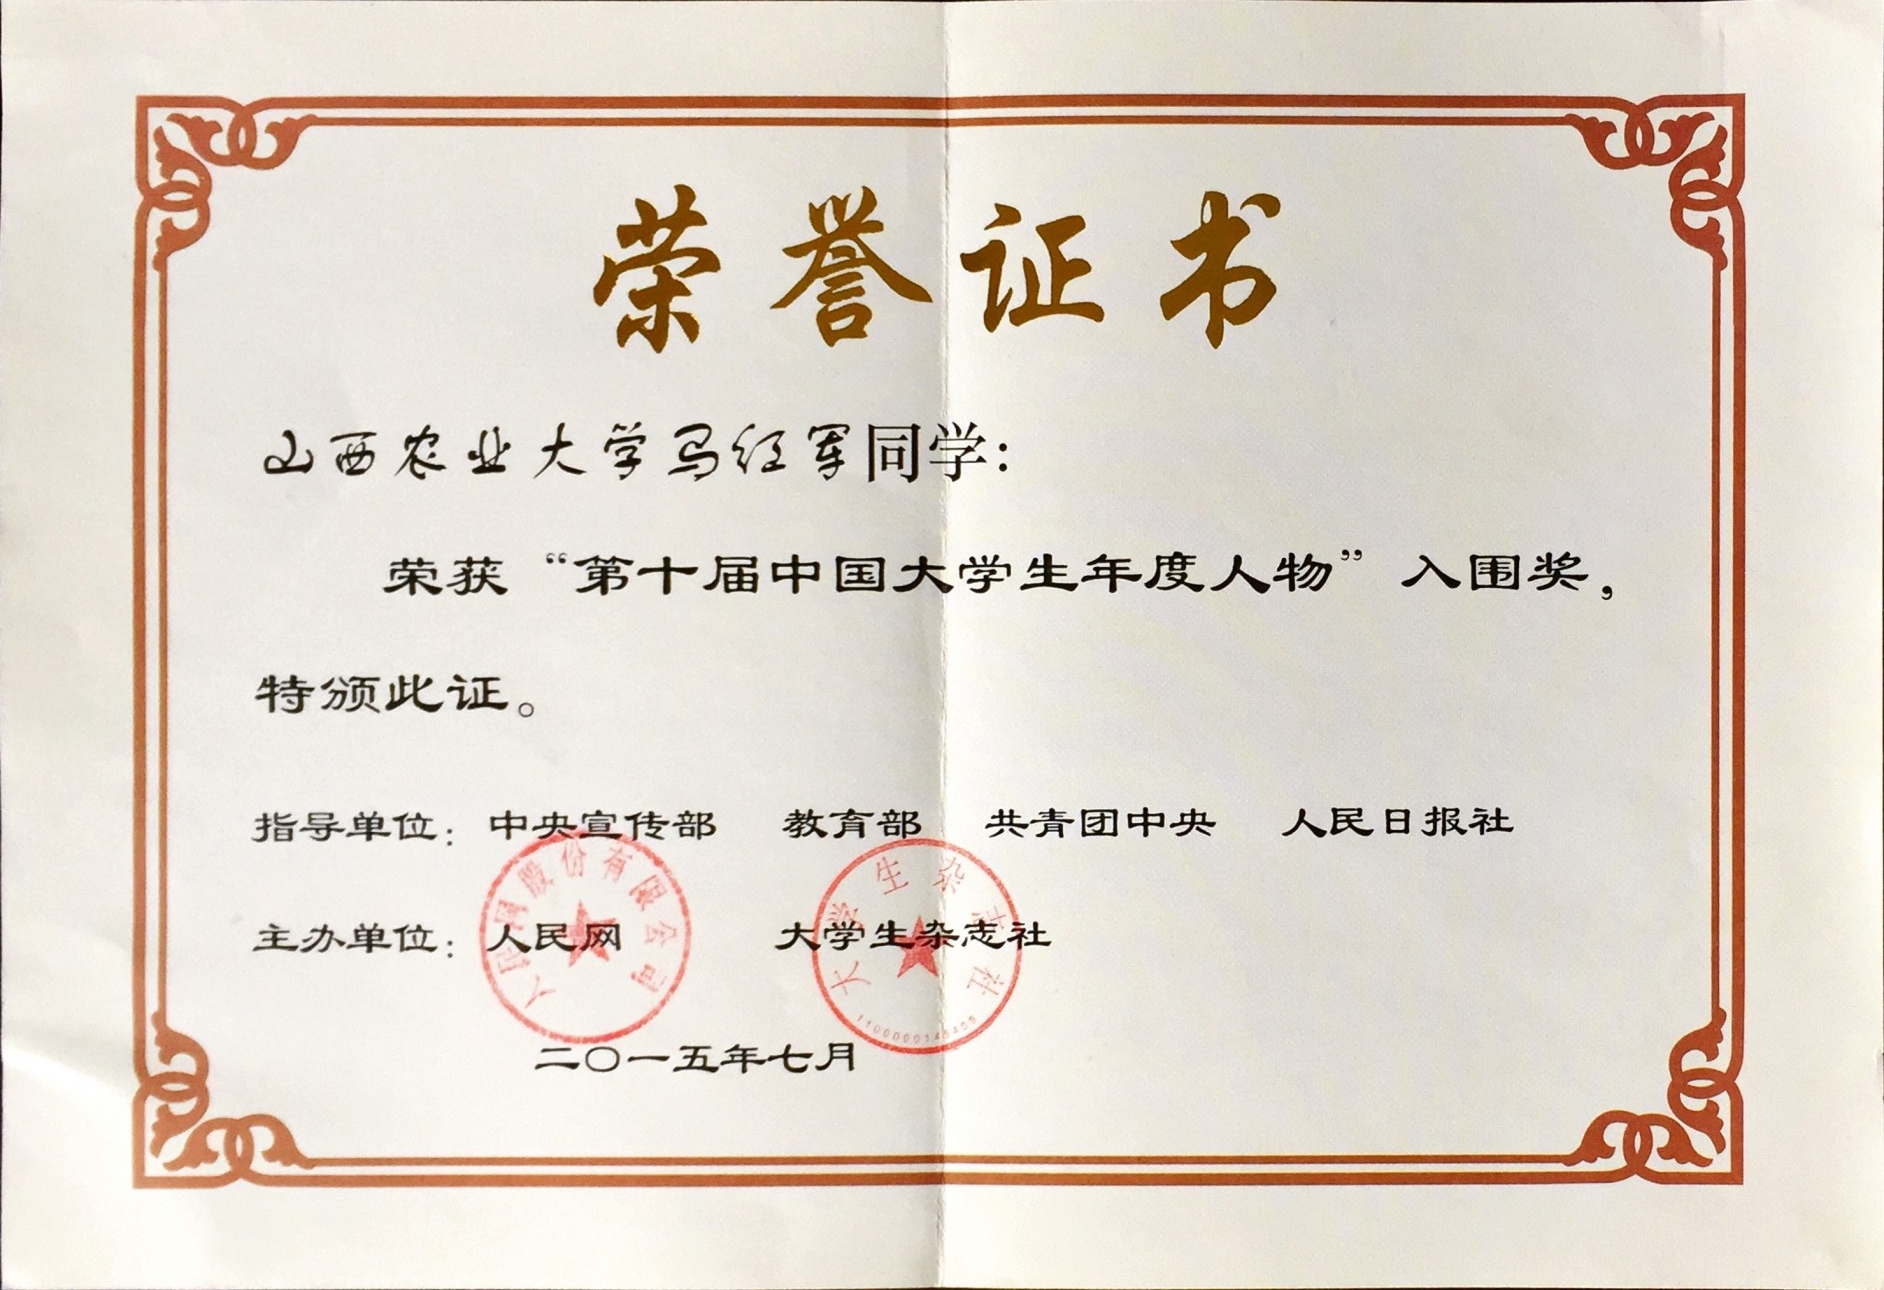 荣誉证书
山西农业大学马红军同学：
荣获“第十届中国大学生年度人物”入围奖，
特颁此证。
指导单位：中央宣传部 教育部 共青团中央 人民日报社
主办单位：人民网 大学生杂志社
人民网股份有限公司
大学生杂志社
二〇一五年七月